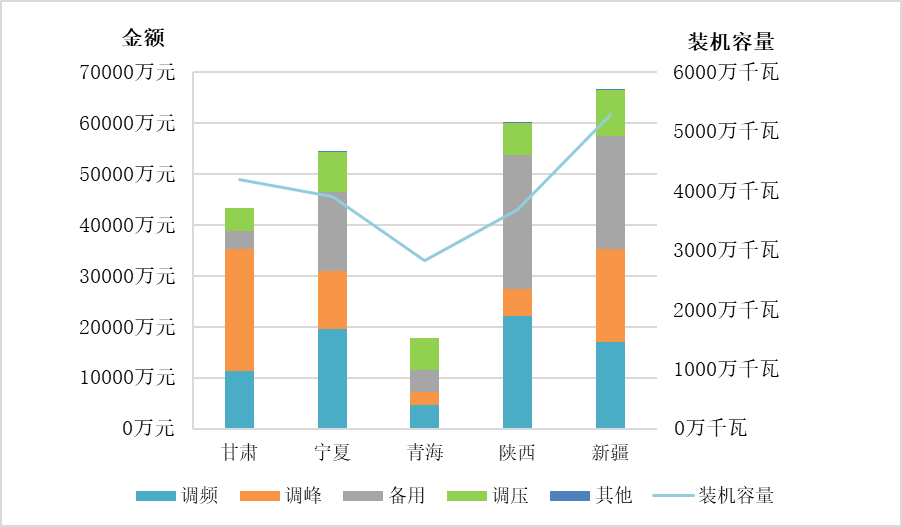 金额
装机容量
70000万元
60000万元
50000万元
40000万元
30000万元
20000万元
10000万元
0万元
6000万千瓦
5000万千瓦
4000万千瓦
3000万千瓦
2000万千瓦
1000万千瓦
0万千瓦
甘肃 宁夏 青海 陕西 新疆
调频 调峰 备用 调压 其他 装机容量